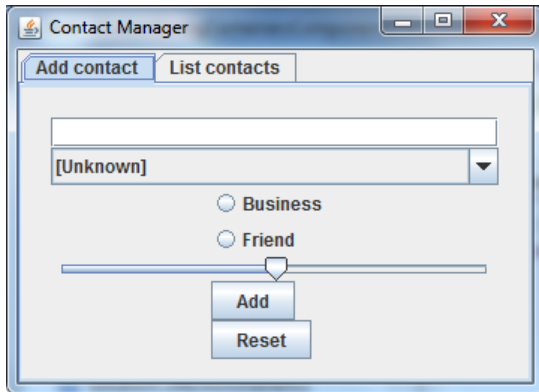 Contact Manager
Add contact List contacts
[Unknown]
Business
Friend
Add
Reset